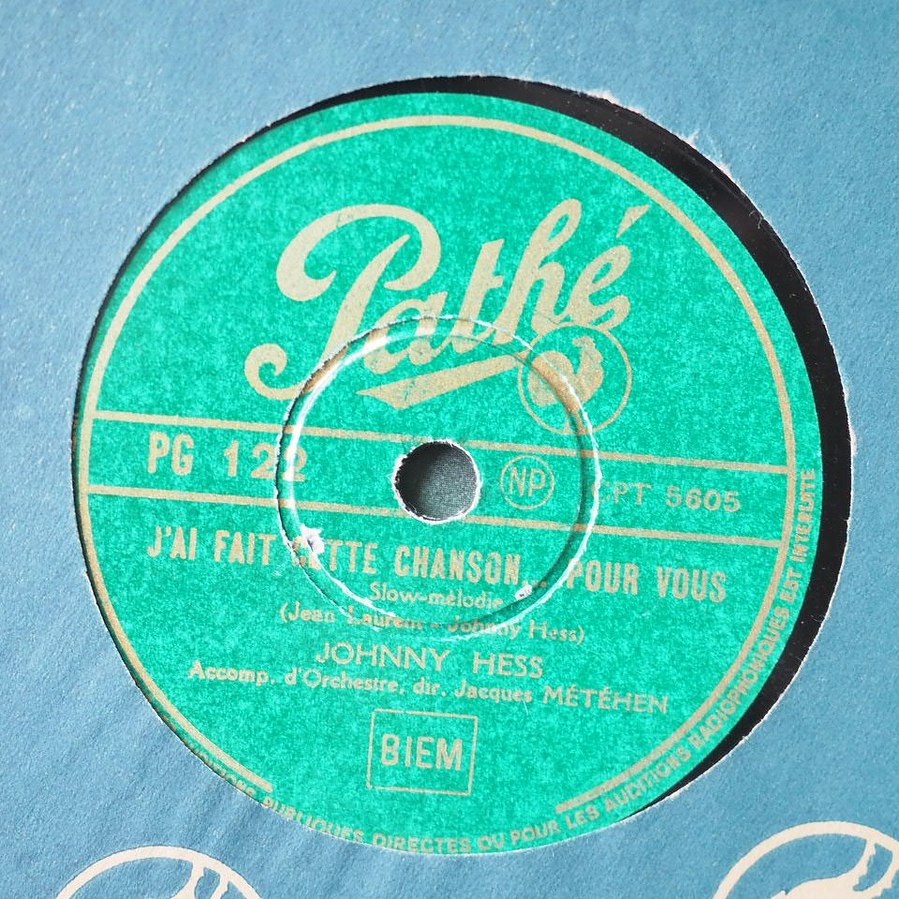 Pathé
PG 122 NP CPT 5605
J'AI FAIT CETTE CHANSON... POUR VOUS
Slow-mélodie
(Jean Laurent - Johnny Hess)
JOHNNY HESS
Accomp. d'Orchestre, dir. Jacques MÉTÉHEN
BIEM
AUDITIONS PUBLIQUES DIRECTES OU POUR LES AUDITIONS RADIOPHONIQUES EST INTERDITE